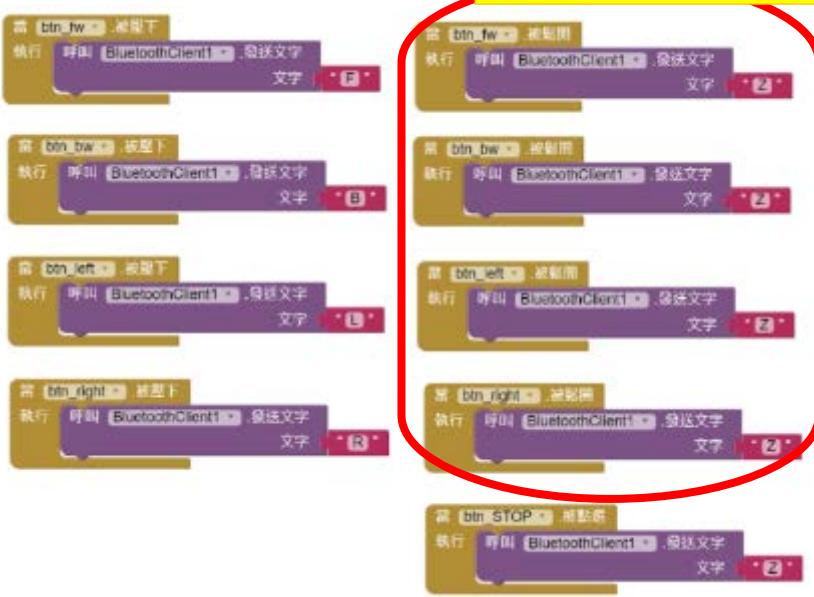 當 btn_fw .被壓下
執行 呼叫 BluetoothClient1 .發送文字
文字 "F"
當 btn_bw .被壓下
執行 呼叫 BluetoothClient1 .發送文字
文字 "B"
當 btn_left .被壓下
執行 呼叫 BluetoothClient1 .發送文字
文字 "L"
當 btn_right .被壓下
執行 呼叫 BluetoothClient1 .發送文字
文字 "R"
當 btn_fw .被鬆開
執行 呼叫 BluetoothClient1 .發送文字
文字 "Z"
當 btn_bw .被鬆開
執行 呼叫 BluetoothClient1 .發送文字
文字 "Z"
當 btn_left .被鬆開
執行 呼叫 BluetoothClient1 .發送文字
文字 "Z"
當 btn_right .被鬆開
執行 呼叫 BluetoothClient1 .發送文字
文字 "Z"
當 btn_STOP .被點選
執行 呼叫 BluetoothClient1 .發送文字
文字 "Z"